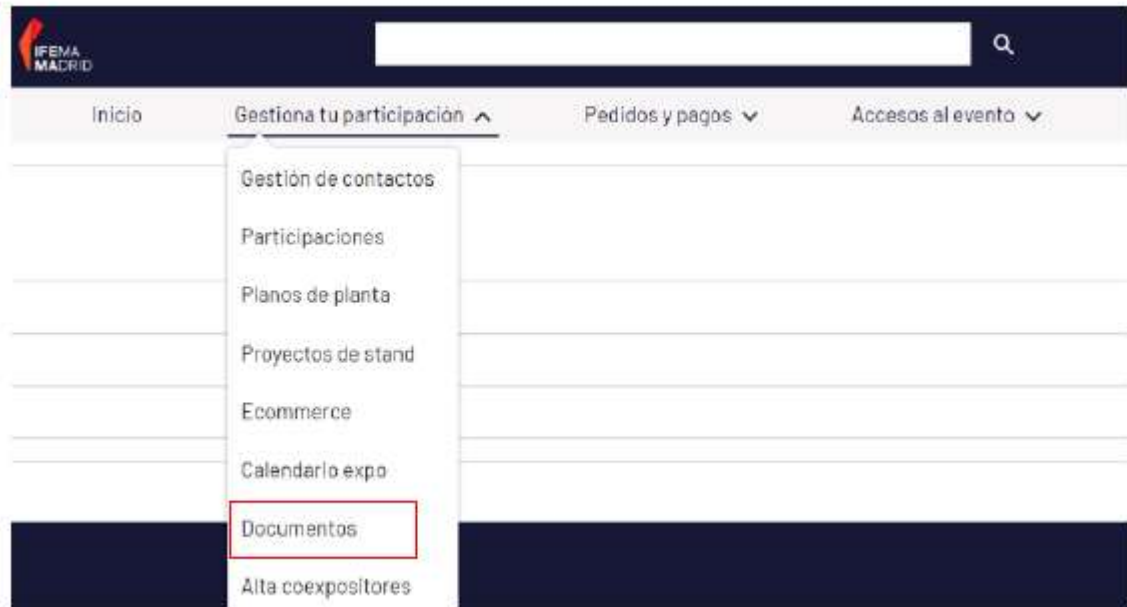 IFEMA
MADRID
Inicio
Gestiona tu participación
Pedidos y pagos
Accesos al evento
Gestión de contactos
Participaciones
Planos de planta
Proyectos de stand
Ecommerce
Calendario expo
Documentos
Alta coexpositores